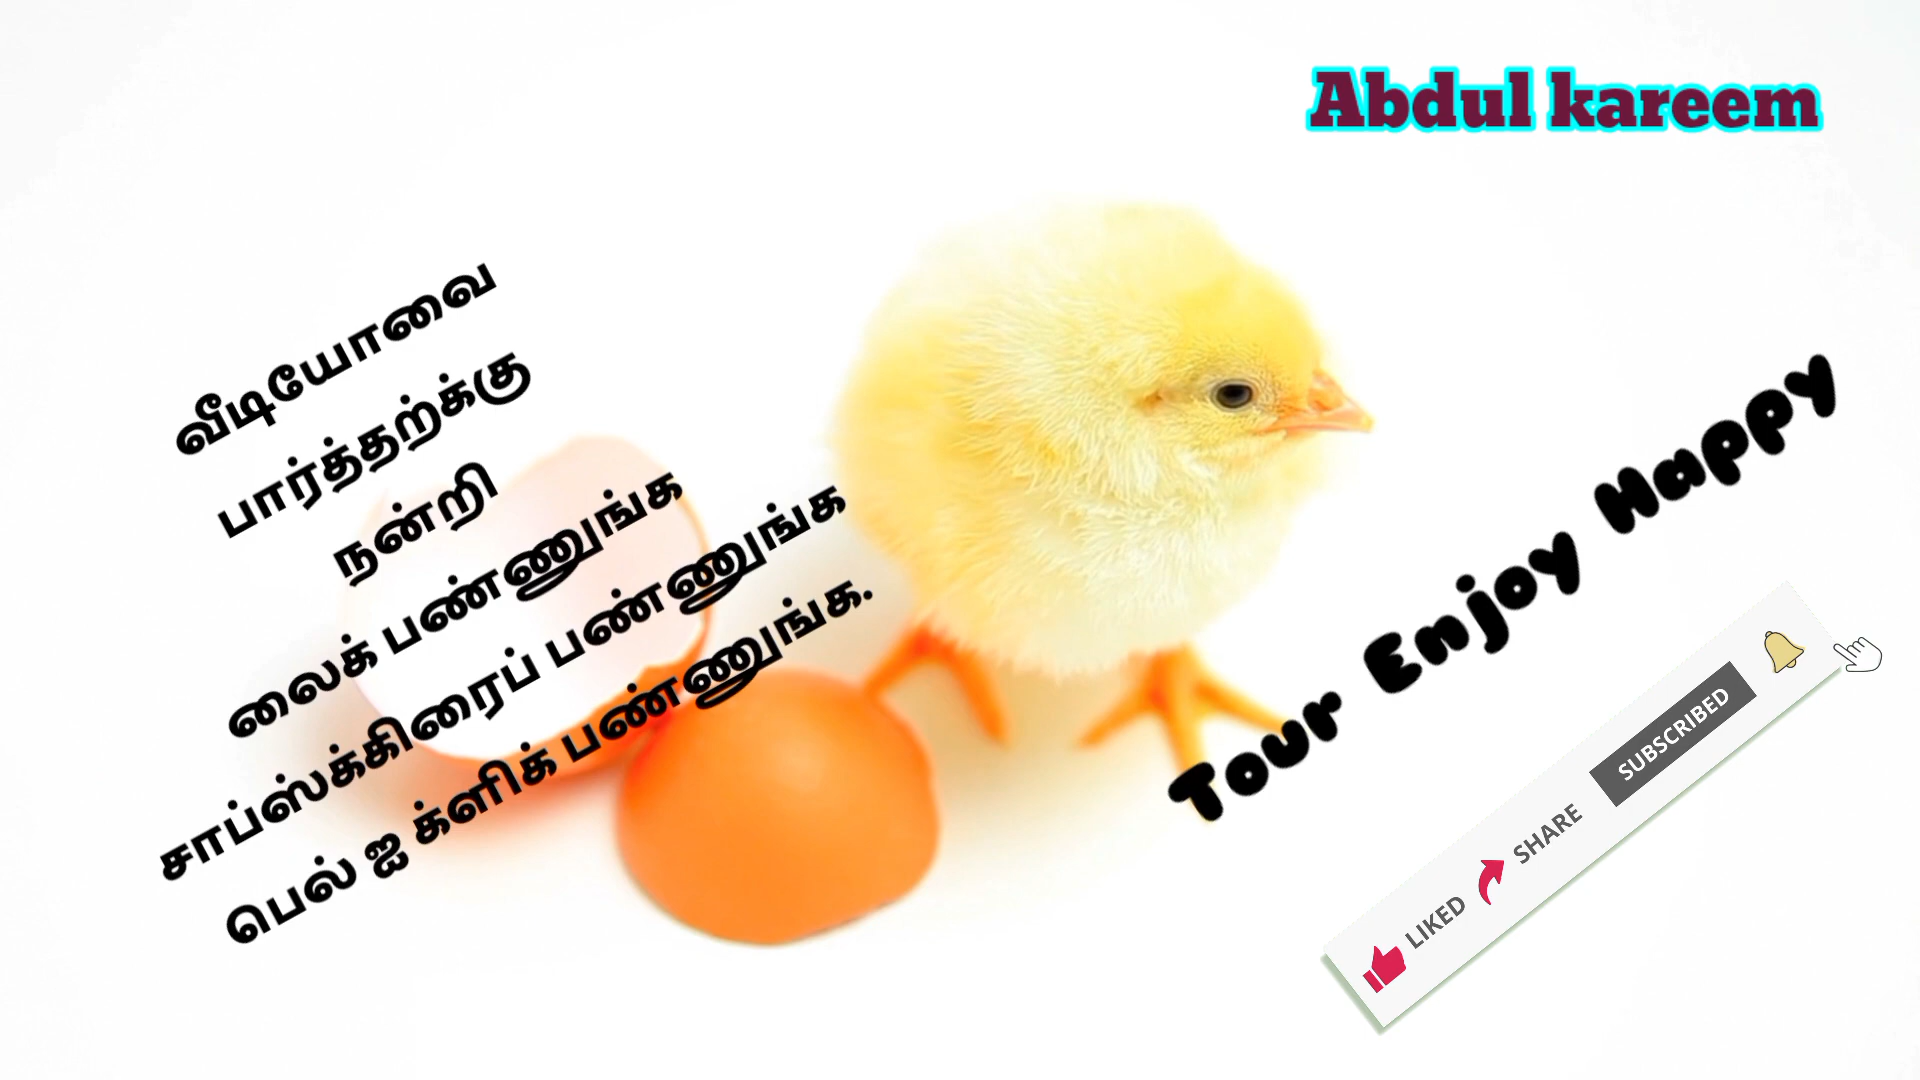 Abdul kareem
வீடியோவை
பார்த்தற்க்கு
நன்றி
லைக் பண்ணுங்க
சாப்ஸ்க்கிரைப் பண்ணுங்க
பெல் ஐ க்ளிக் பண்ணுங்க.
Tour Enjoy Happy
LIKED SHARE SUBSCRIBED